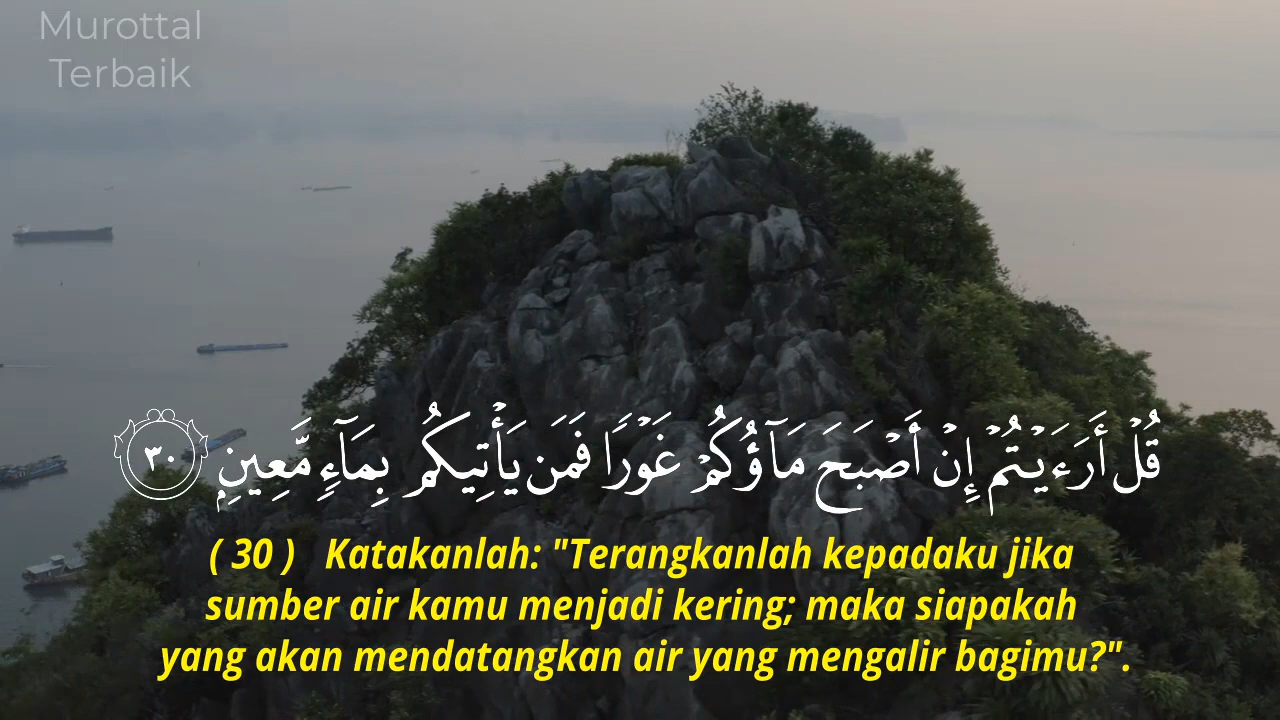 Murottal
Terbaik
قُلْ أَرَءَيْتُمْ إِنْ أَصْبَحَ مَآؤُكُمْ غَوْرًا فَمَن يَأْتِيكُم بِمَآءٍ مَّعِينٍۭ ٣٠
( 30 ) Katakanlah: "Terangkanlah kepadaku jika
sumber air kamu menjadi kering; maka siapakah
yang akan mendatangkan air yang mengalir bagimu?".